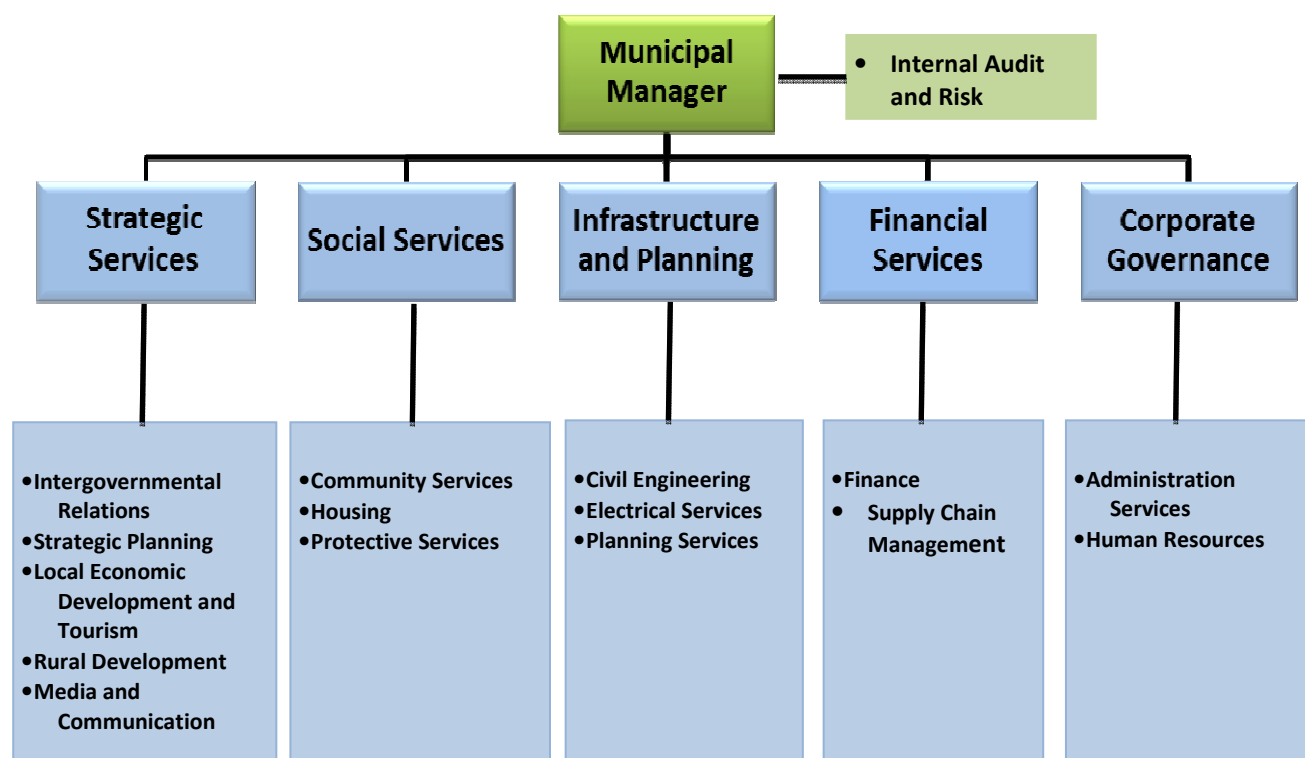 Municipal
Manager
• Internal Audit
and Risk
Strategic
Services
Social Services
Infrastructure
and Planning
Financial
Services
Corporate
Governance
•Intergovernmental
Relations
•Strategic Planning
•Local Economic
Development and
Tourism
•Rural Development
•Media and
Communication
•Community Services
•Housing
•Protective Services
•Civil Engineering
•Electrical Services
•Planning Services
•Finance
• Supply Chain
Management
•Administration
Services
•Human Resources